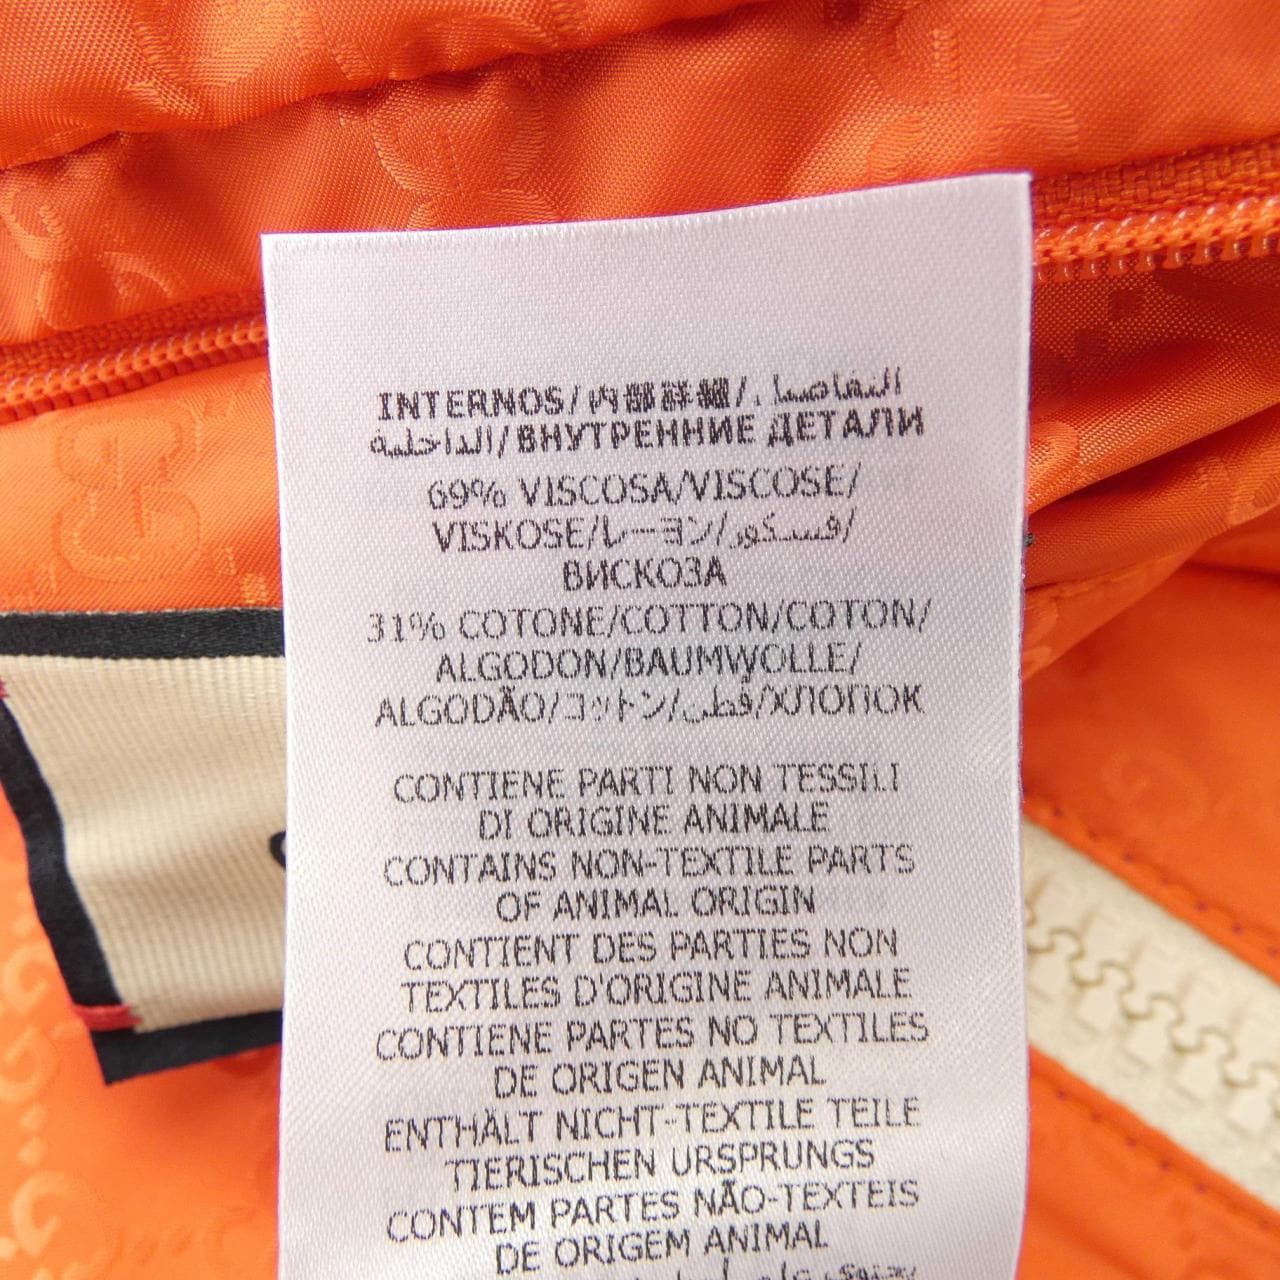 INTERNOS/内部詳細/. التفاصيل
الداخلية/ВНУТРЕННИЕ ДЕТАЛИ
69% VISCOSA/VISCOSE/
VISKOSE/レーヨン/فسكوز/
ВИСКОЗА
31% COTONE/COTTON/COTON/
ALGODON/BAUMWOLLE/
ALGODÃO/コットン/قطن/ХЛОПОК
CONTIENE PARTI NON TESSILI
DI ORIGINE ANIMALE
CONTAINS NON-TEXTILE PARTS
OF ANIMAL ORIGIN
CONTIENT DES PARTIES NON
TEXTILES D'ORIGINE ANIMALE
CONTIENE PARTES NO TEXTILES
DE ORIGEN ANIMAL
ENTHÄLT NICHT-TEXTILE TEILE
TIERISCHEN URSPRUNGS
CONTEM PARTES NÃO-TEXTEIS
DE ORIGEM ANIMAL